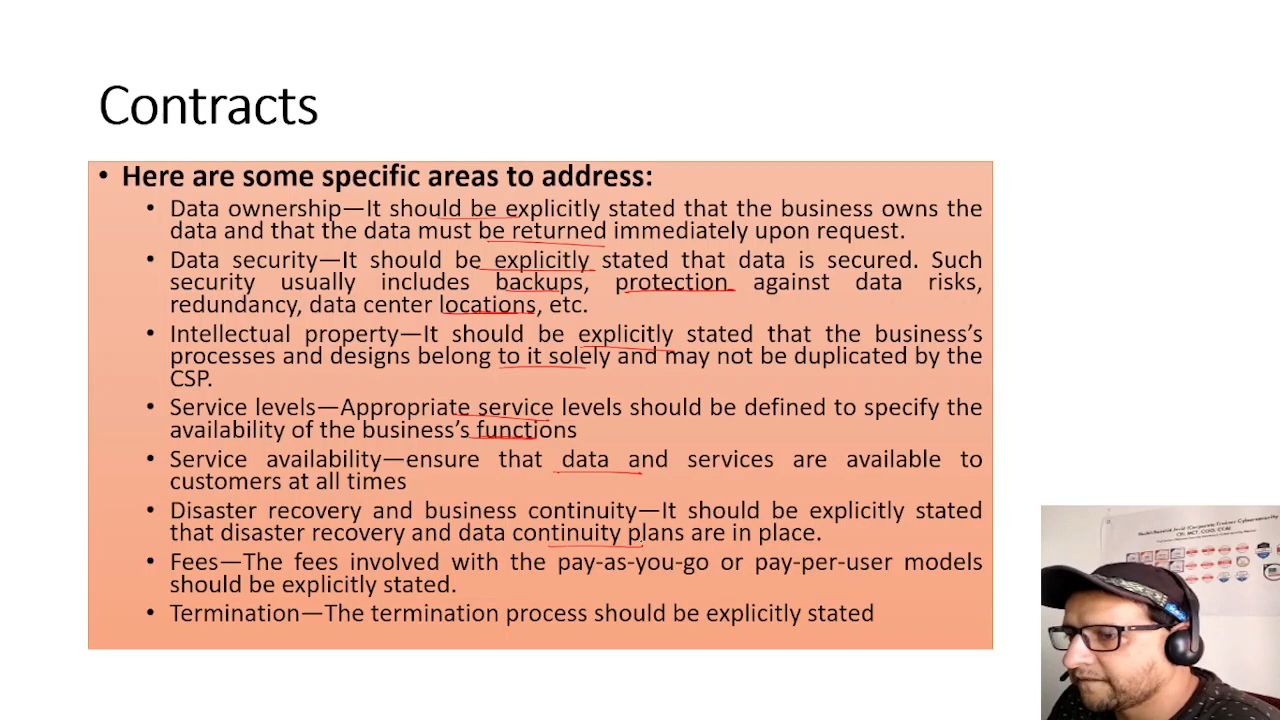 Contracts
• Here are some specific areas to address:
• Data ownership—It should be explicitly stated that the business owns the
data and that the data must be returned immediately upon request.
• Data security—It should be explicitly stated that data is secured. Such
security usually includes backups, protection against data risks,
redundancy, data center locations, etc.
• Intellectual property—It should be explicitly stated that the business's
processes and designs belong to it solely and may not be duplicated by the
CSP.
• Service levels—Appropriate service levels should be defined to specify the
availability of the business's functions
• Service availability—ensure that data and services are available to
customers at all times
• Disaster recovery and business continuity—It should be explicitly stated
that disaster recovery and data continuity plans are in place.
• Fees—The fees involved with the pay-as-you-go or pay-per-user models
should be explicitly stated.
• Termination—The termination process should be explicitly stated